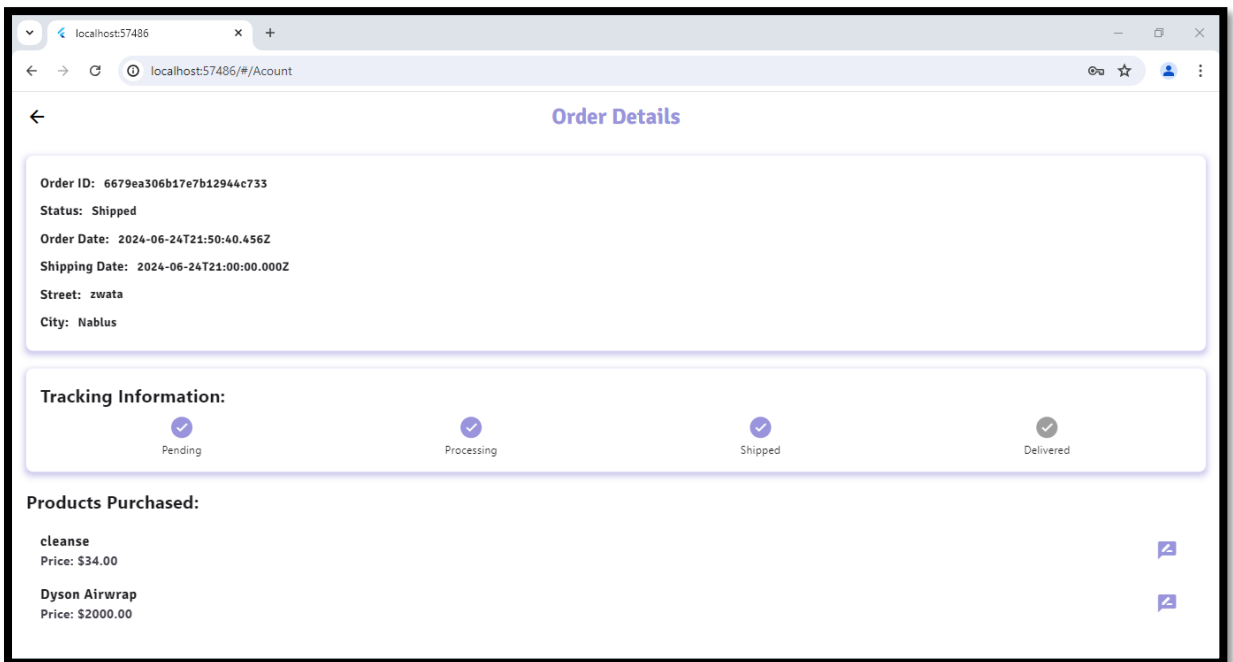 localhost:57486
localhost:57486/#/Acount
Order Details
Order ID: 6679ea306b17e7b12944c733
Status: Shipped
Order Date: 2024-06-24T21:50:40.456Z
Shipping Date: 2024-06-24T21:00:00.000Z
Street: zwata
City: Nablus
Tracking Information:
Pending Processing Shipped Delivered
Products Purchased:
cleanse
Price: $34.00
Dyson Airwrap
Price: $2000.00